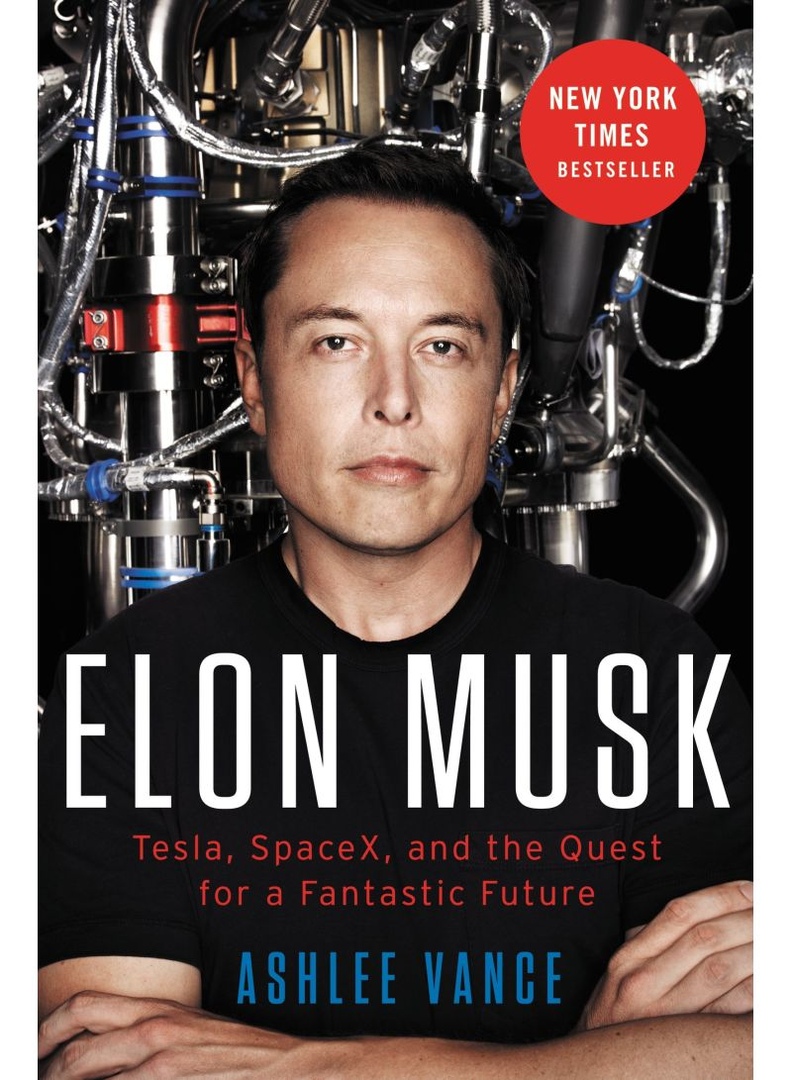 NEW YORK
TIMES
BESTSELLER
ELON MUSK
Tesla, SpaceX, and the Quest
for a Fantastic Future
ASHLEE VANCE